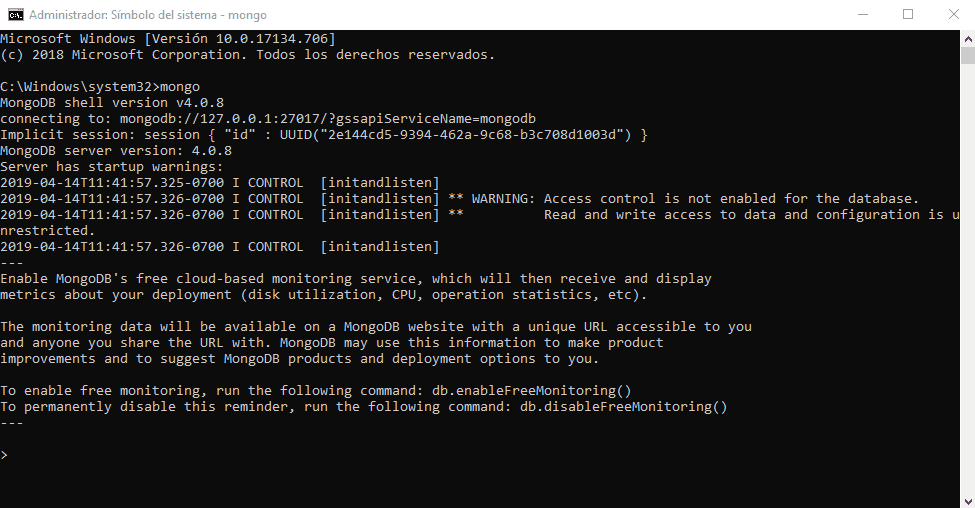 Administrador: Símbolo del sistema - mongo
Microsoft Windows [Versión 10.0.17134.706]
(c) 2018 Microsoft Corporation. Todos los derechos reservados.
C:\Windows\system32>mongo
MongoDB shell version v4.0.8
connecting to: mongodb://127.0.0.1:27017/?gssapiServiceName=mongodb
Implicit session: session { "id" : UUID("2e144cd5-9394-462a-9c68-b3c708d1003d") }
MongoDB server version: 4.0.8
Server has startup warnings:
2019-04-14T11:41:57.325-0700 I CONTROL  [initandlisten]
2019-04-14T11:41:57.326-0700 I CONTROL  [initandlisten] ** WARNING: Access control is not enabled for the database.
2019-04-14T11:41:57.326-0700 I CONTROL  [initandlisten] **          Read and write access to data and configuration is u
nrestricted.
2019-04-14T11:41:57.326-0700 I CONTROL  [initandlisten]
---
Enable MongoDB's free cloud-based monitoring service, which will then receive and display
metrics about your deployment (disk utilization, CPU, operation statistics, etc).
The monitoring data will be available on a MongoDB website with a unique URL accessible to you
and anyone you share the URL with. MongoDB may use this information to make product
improvements and to suggest MongoDB products and deployment options to you.
To enable free monitoring, run the following command: db.enableFreeMonitoring()
To permanently disable this reminder, run the following command: db.disableFreeMonitoring()
---
>